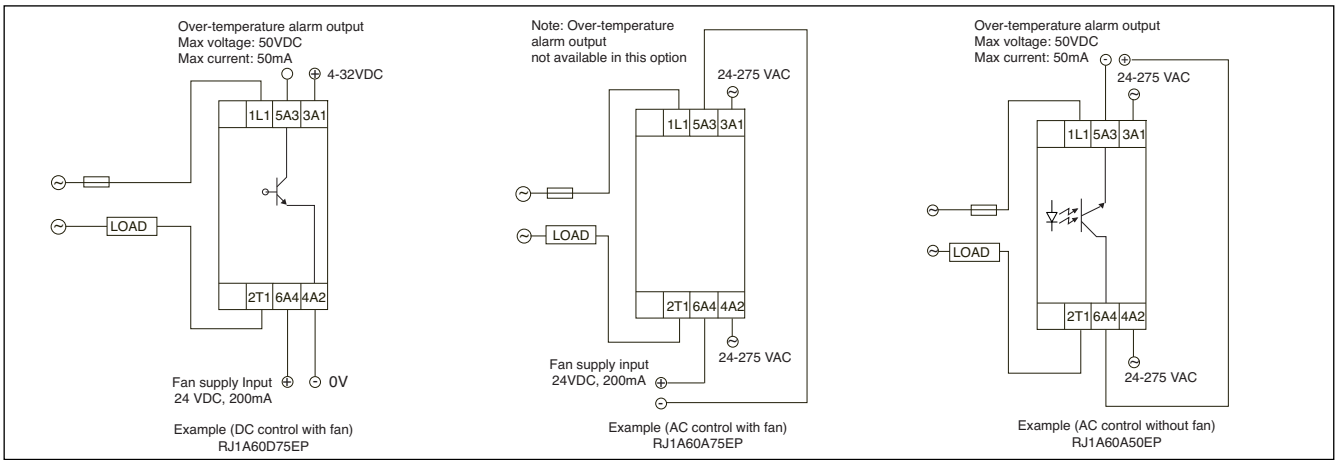 Over-temperature alarm output
Max voltage: 50VDC
Max current: 50mA
4-32VDC
1L1 5A3 3A1
LOAD
2T1 6A4 4A2
Fan supply Input
24 VDC, 200mA
0V
Example (DC control with fan)
RJ1A60D75EP
Note: Over-temperature
alarm output
not available in this option
24-275 VAC
1L1 5A3 3A1
LOAD
2T1 6A4 4A2
24-275 VAC
Fan supply input
24VDC, 200mA
Example (AC control with fan)
RJ1A60A75EP
Over-temperature alarm output
Max voltage: 50VDC
Max current: 50mA
24-275 VAC
1L1 5A3 3A1
LOAD
2T1 6A4 4A2
24-275 VAC
Example (AC control without fan)
RJ1A60A50EP